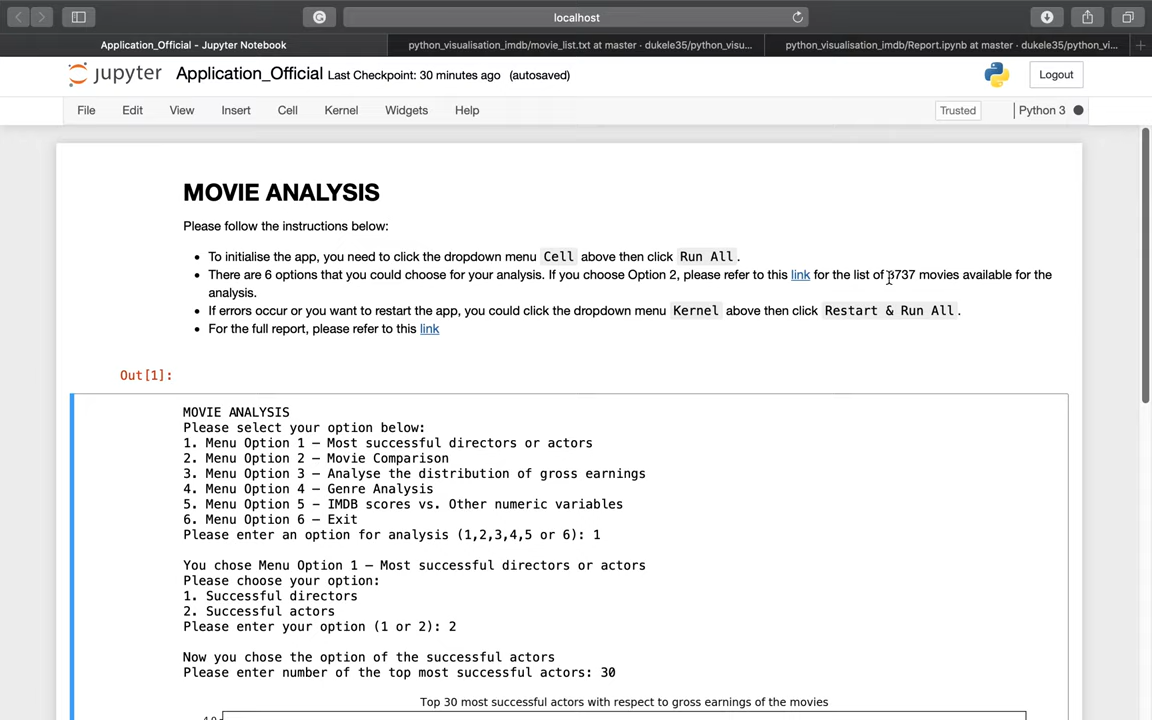 localhost
Application_Official - Jupyter Notebook
python_visualisation_imdb/movie_list.txt at master · dukele35/python_visu...
python_visualisation_imdb/Report.ipynb at master · dukele35/python_vi...
jupyter Application_Official Last Checkpoint: 30 minutes ago (autosaved)
Logout
File Edit View Insert Cell Kernel Widgets Help
Trusted
Python 3
MOVIE ANALYSIS
Please follow the instructions below:
• To initialise the app, you need to click the dropdown menu Cell above then click Run All.
• There are 6 options that you could choose for your analysis. If you choose Option 2, please refer to this link for the list of movies available for the
analysis.
• If errors occur or you want to restart the app, you could click the dropdown menu Kernel above then click Restart & Run All.
• For the full report, please refer to this link
Out[1]:
MOVIE ANALYSIS
Please select your option below:
1. Menu Option 1 – Most successful directors or actors
2. Menu Option 2 – Movie Comparison
3. Menu Option 3 – Analyse the distribution of gross earnings
4. Menu Option 4 – Genre Analysis
5. Menu Option 5 - IMDB scores vs. Other numeric variables
6. Menu Option 6 – Exit
Please enter an option for analysis (1,2,3,4,5 or 6): 1
You chose Menu Option 1 – Most successful directors or actors
Please choose your option:
1. Successful directors
2. Successful actors
Please enter your option (1 or 2): 2
Now you chose the option of the successful actors
Please enter number of the top most successful actors: 30
Top 30 most successful actors with respect to gross earnings of the movies